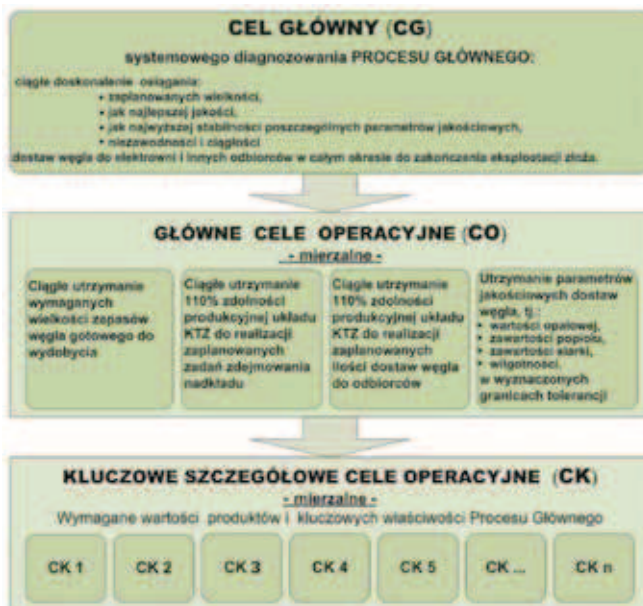 CEL GŁÓWNY (CG)
systemowego diagnozowania PROCESU GŁÓWNEGO:
ciągłe doskonalenie osiągania:
• zaplanowanych wielkości,
• jak najlepszej jakości,
• jak najwyższej stabilności poszczególnych parametrów jakościowych,
• niezawodności i ciągłości
dostaw węgla do elektrowni i innych odbiorców w całym okresie do zakończenia eksploatacji złoża.
GŁÓWNE CELE OPERACYJNE (CO)
- mierzalne -
Ciągłe utrzymanie
wymaganych
wielkości zapasów
węgla gotowego do
wydobycia
Ciągłe utrzymanie
110% zdolności
produkcyjnej układu
KTZ do realizacji
zaplanowanych
zadań zdejmowania
nadkładu
Ciągłe utrzymanie
110% zdolności
produkcyjnej układu
KTZ do realizacji
zaplanowanych
ilości dostaw węgla
do odbiorców
Utrzymanie parametrów
jakościowych dostaw
węgla, tj.:
• wartości opałowej,
• zawartości popiołu,
• zawartości siarki,
• wilgotności,
w wyznaczonych
granicach tolerancji
KLUCZOWE SZCZEGÓŁOWE CELE OPERACYJNE (CK)
- mierzalne -
Wymagane wartości produktów i kluczowych właściwości Procesu Głównego
CK 1
CK 2
CK 3
CK 4
CK 5
CK ...
CK n